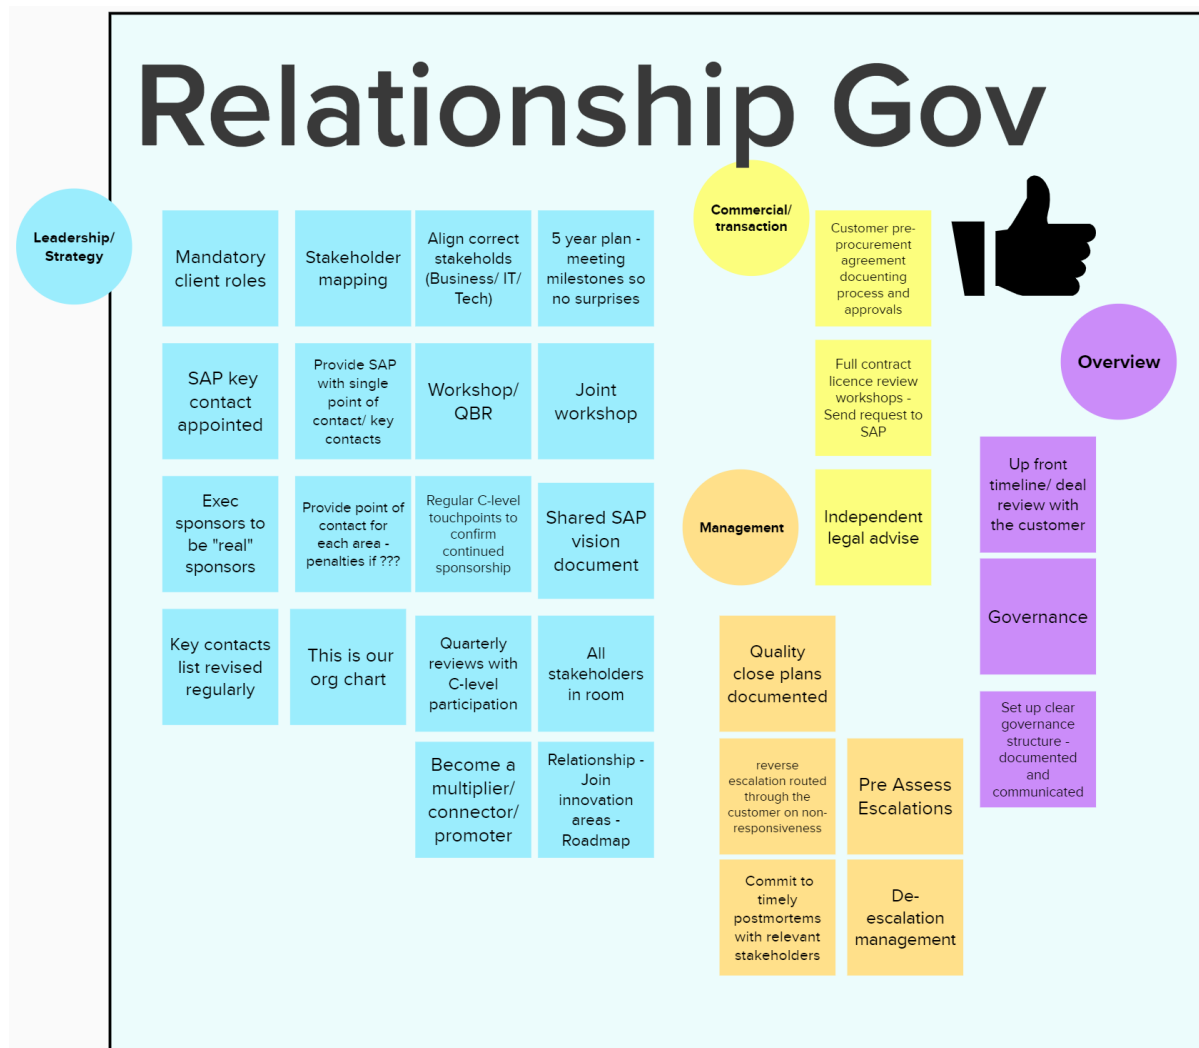 Relationship Gov
Leadership/
Strategy
Mandatory
client roles
Stakeholder
mapping
Align correct
stakeholds
(Business/ IT/
Tech)
5 year plan -
meeting
milestones so
no surprises
SAP key
contact
appointed
Provide SAP
with single
point of
contact/ key
contacts
Workshop/
QBR
Joint
workshop
Exec
sponsors to
be "real"
sponsors
Provide point of
contact for
each area -
penalties if ???
Regular C-level
touchpoints to
confirm
continued
sponsorship
Shared SAP
vision
document
Key contacts
list revised
regularly
This is our
org chart
Quarterly
reviews with
C-level
participation
All
stakeholders
in room
Become a
multiplier/
connector/
promoter
Relationship -
Join
innovation
areas -
Roadmap
Commercial/
transaction
Customer pre-
procurement
agreement
docuenting
process and
approvals
Full contract
licence review
workshops -
Send request to
SAP
Independent
legal advise
Management
Quality
close plans
documented
reverse
escalation routed
through the
customer on non-
responsiveness
Pre Assess
Escalations
Commit to
timely
postmortems
with relevant
stakeholders
De-
escalation
management
Overview
Up front
timeline/ deal
review with
the customer
Governance
Set up clear
governance
structure -
documented
and
communicated